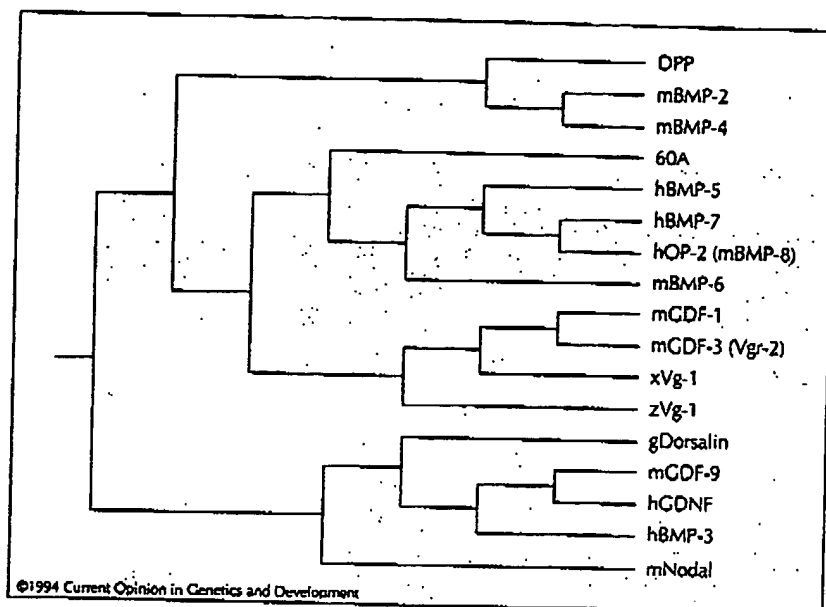 DPP
mBMP-2
mBMP-4
60A
hBMP-5
hBMP-7
hOP-2 (mBMP-8)
mBMP-6
mGDF-1
mGDF-3 (Vgr-2)
xVg-1
zVg-1
gDorsalin
mGDF-9
hGDNF
hBMP-3
mNodal
©1994 Current Opinion in Genetics and Development